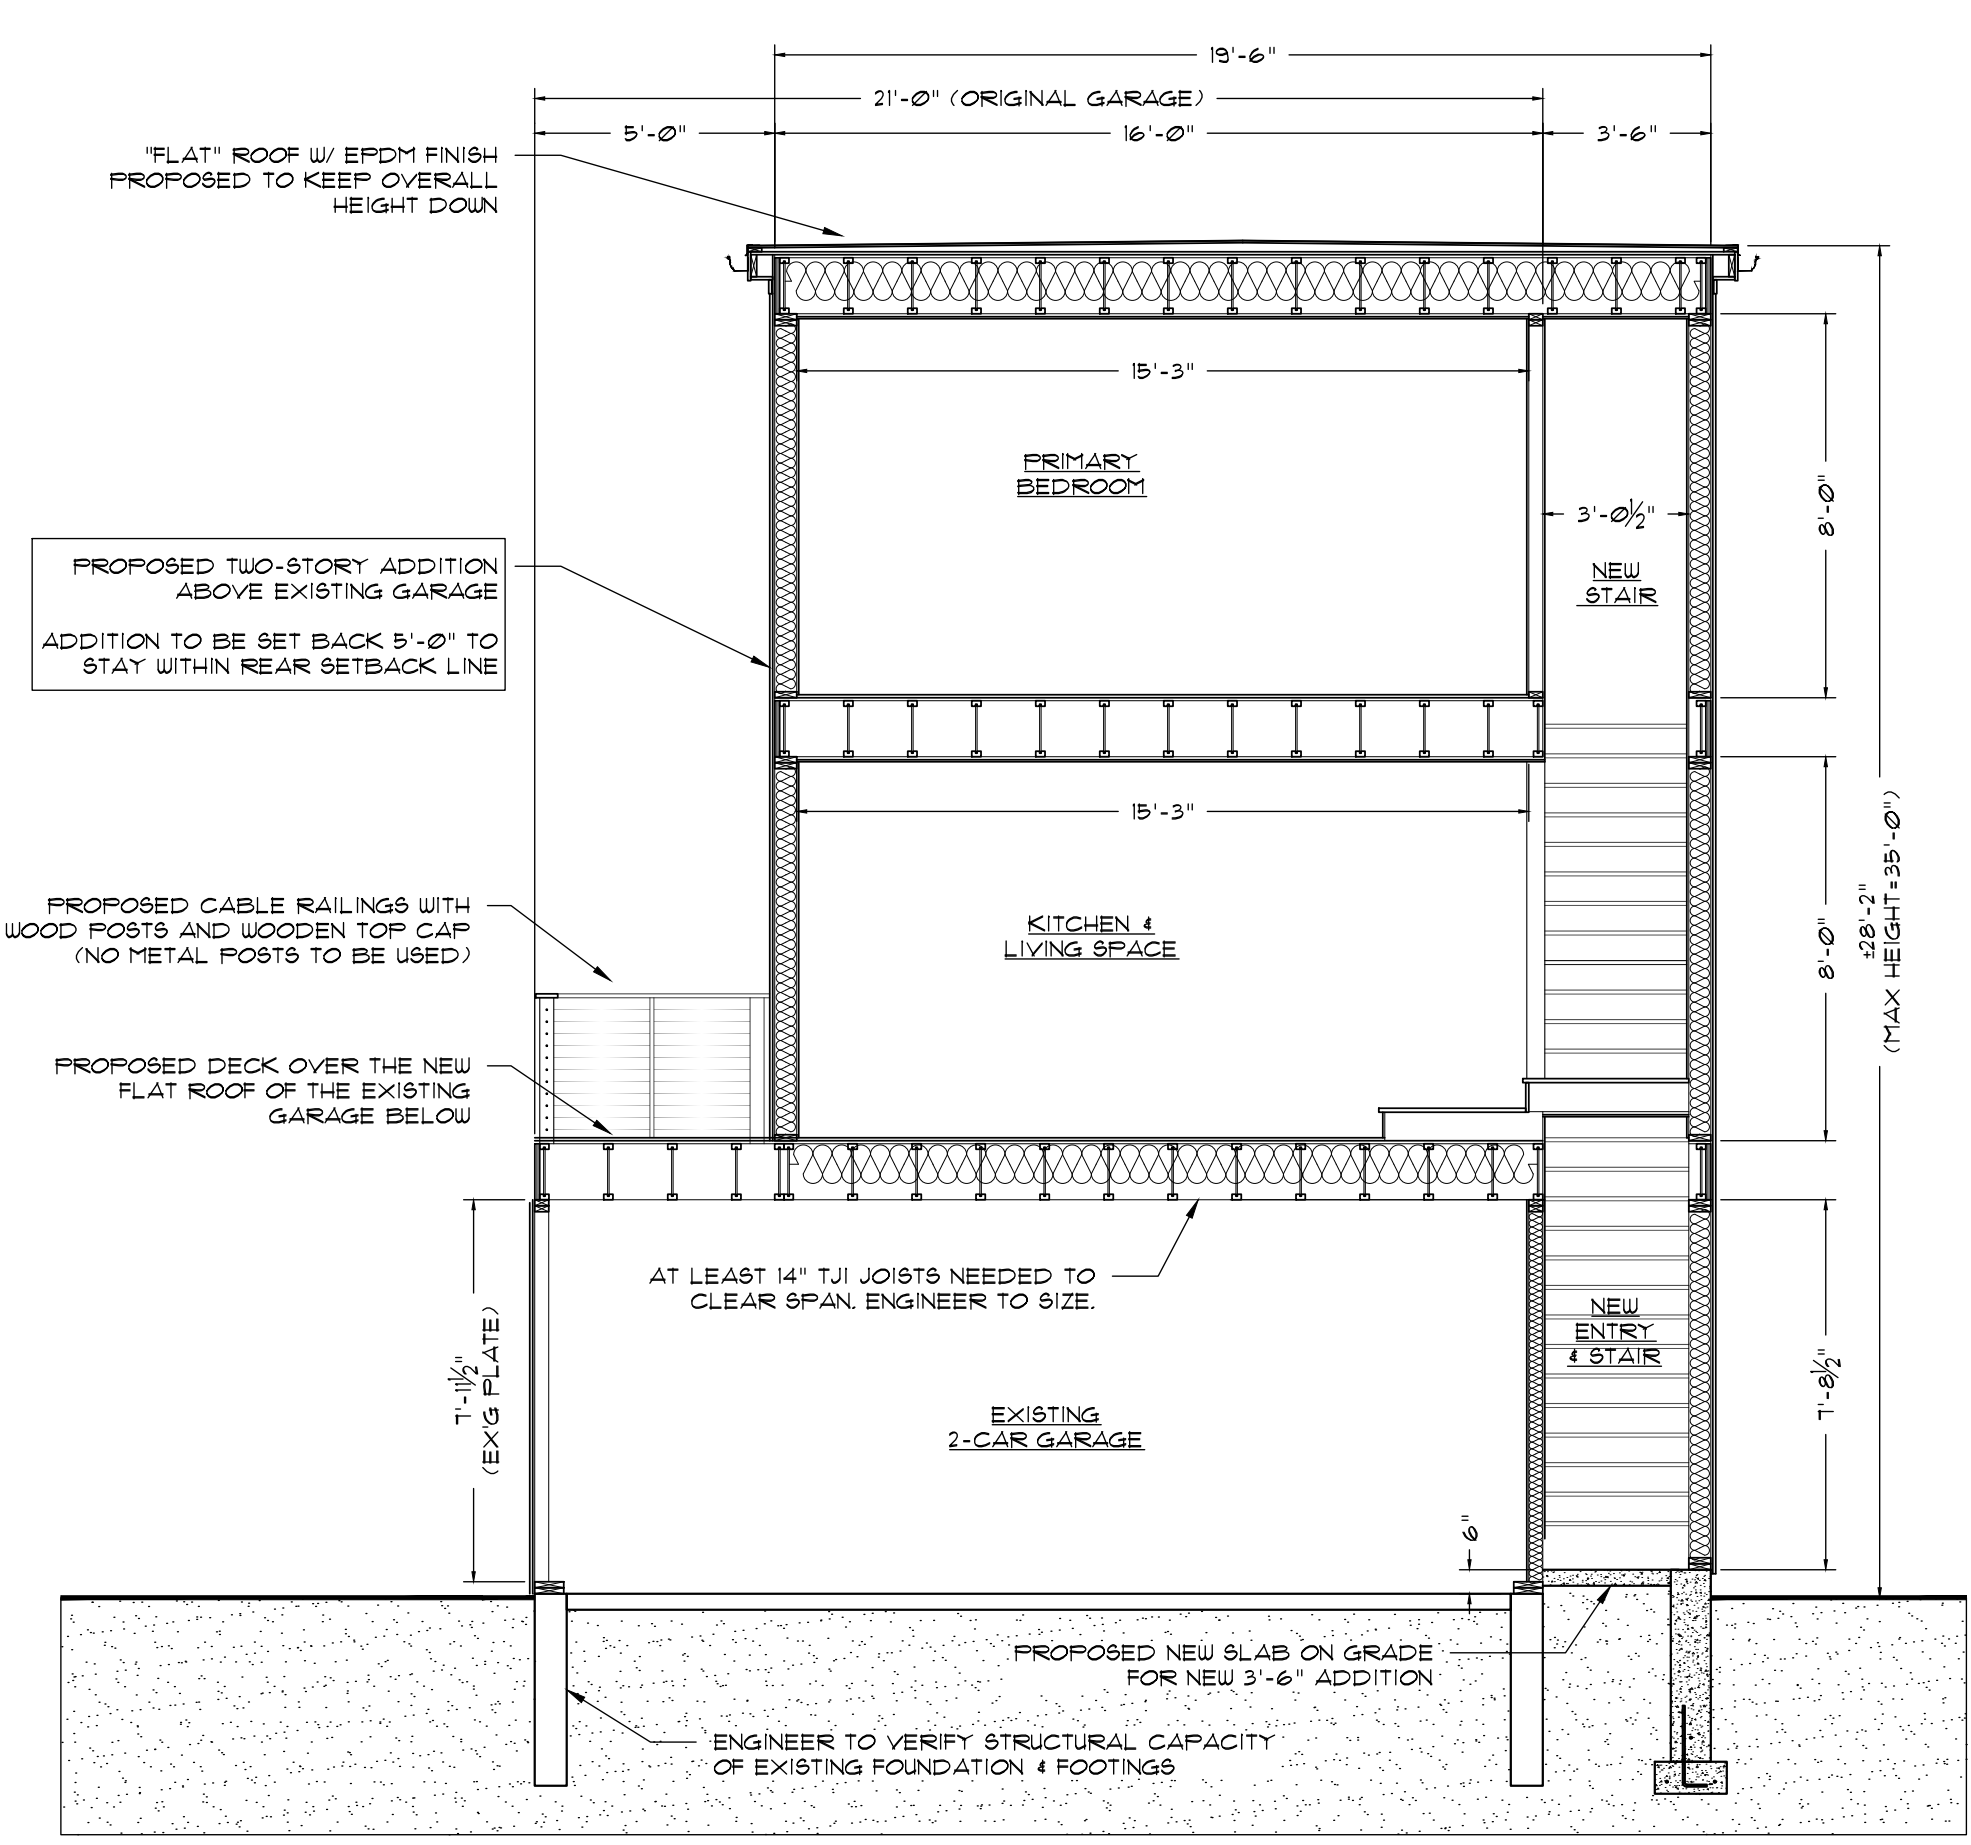 19'-6"
21'-0" (ORIGINAL GARAGE)
5'-0"
16'-0"
3'-6"
"FLAT" ROOF W/ EPDM FINISH
PROPOSED TO KEEP OVERALL
HEIGHT DOWN
15'-3"
PRIMARY
BEDROOM
3'-0½"
NEW
STAIR
8'-0"
PROPOSED TWO-STORY ADDITION
ABOVE EXISTING GARAGE
ADDITION TO BE SET BACK 5'-0" TO
STAY WITHIN REAR SETBACK LINE
15'-3"
KITCHEN &
LIVING SPACE
8'-0"
±28'-2"
(MAX HEIGHT=35'-0")
PROPOSED CABLE RAILINGS WITH
WOOD POSTS AND WOODEN TOP CAP
(NO METAL POSTS TO BE USED)
PROPOSED DECK OVER THE NEW
FLAT ROOF OF THE EXISTING
GARAGE BELOW
AT LEAST 14" TJI JOISTS NEEDED TO
CLEAR SPAN. ENGINEER TO SIZE.
NEW
ENTRY
& STAIR
7'-11½"
(EX'G PLATE)
7'-8½"
EXISTING
2-CAR GARAGE
6"
PROPOSED NEW SLAB ON GRADE
FOR NEW 3'-6" ADDITION
ENGINEER TO VERIFY STRUCTURAL CAPACITY
OF EXISTING FOUNDATION & FOOTINGS